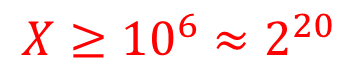 X ≥ 10⁶ ≈ 2²⁰